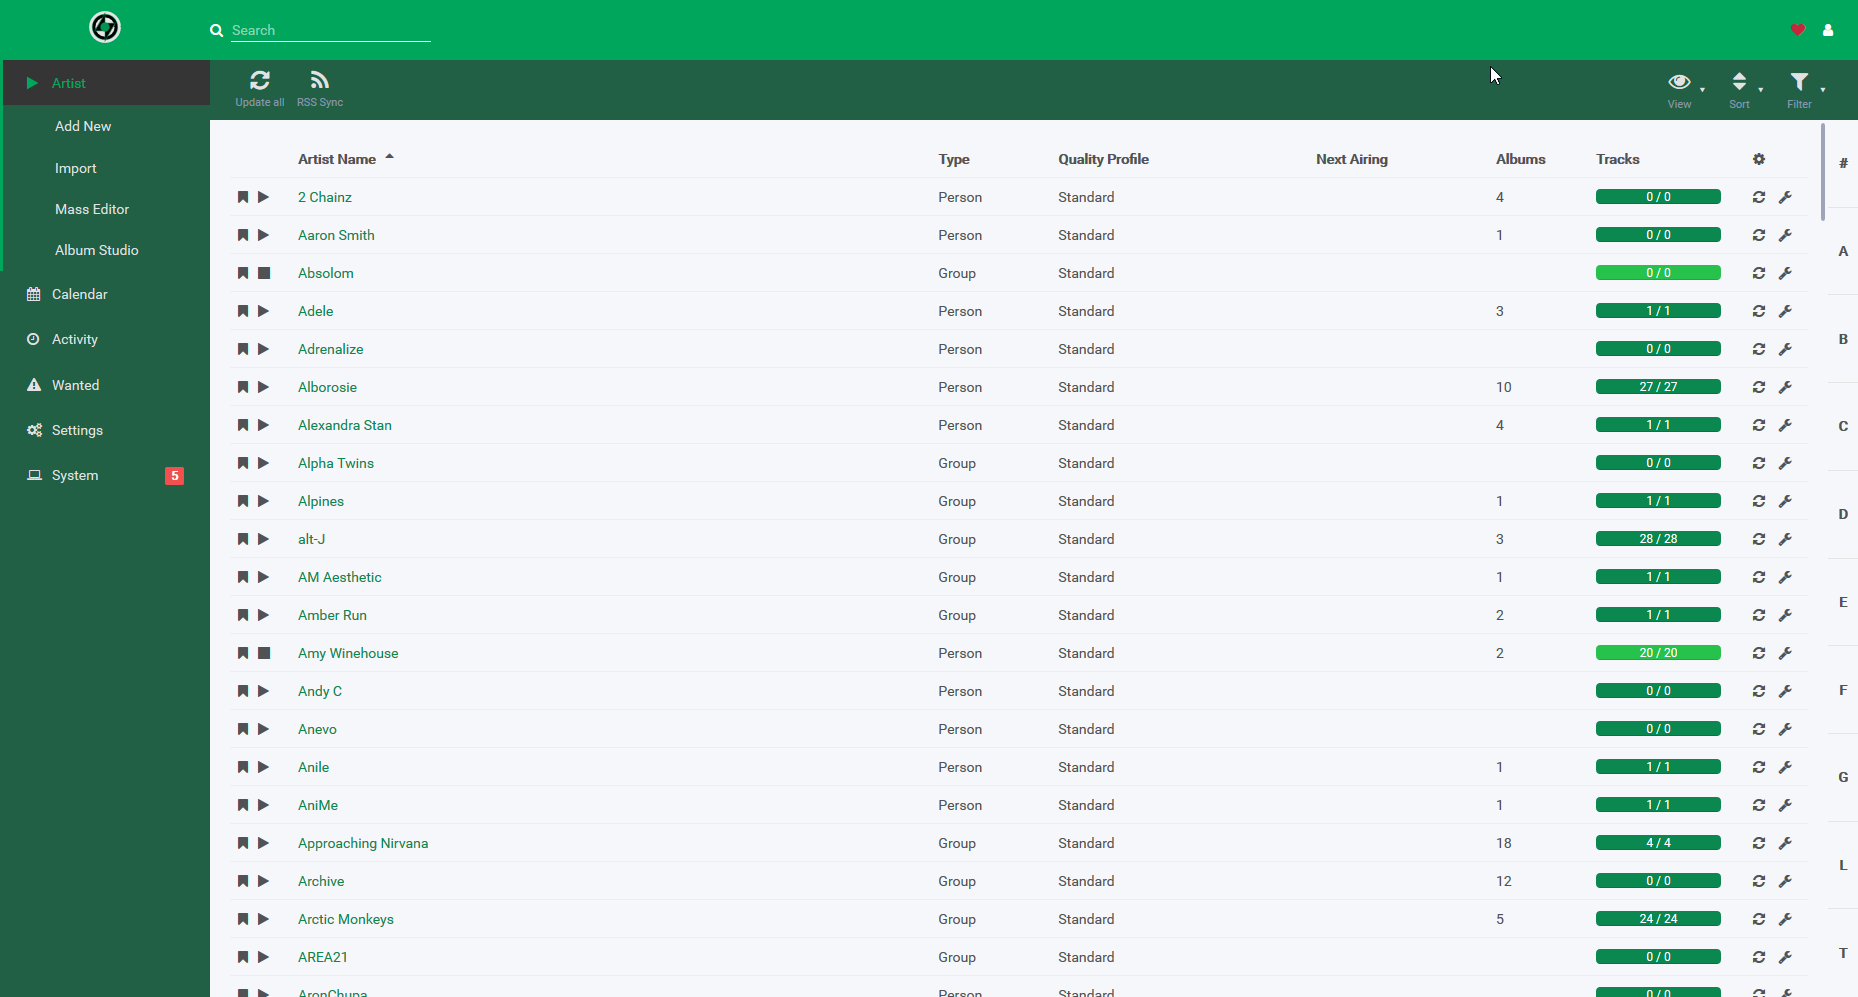 Search
Artist
Add New
Import
Mass Editor
Album Studio
Calendar
Activity
Wanted
Settings
System 5
Update all RSS Sync View Sort Filter
Artist Name Type Quality Profile Next Airing Albums Tracks
2 Chainz Person Standard 4 0 / 0
Aaron Smith Person Standard 1 0 / 0
Absolom Group Standard 0 / 0
Adele Person Standard 3 1 / 1
Adrenalize Person Standard 0 / 0
Alborosie Person Standard 10 27 / 27
Alexandra Stan Person Standard 4 1 / 1
Alpha Twins Group Standard 0 / 0
Alpines Group Standard 1 1 / 1
alt-J Group Standard 3 28 / 28
AM Aesthetic Group Standard 1 1 / 1
Amber Run Group Standard 2 1 / 1
Amy Winehouse Person Standard 2 20 / 20
Andy C Person Standard 0 / 0
Anevo Person Standard 0 / 0
Anile Person Standard 1 1 / 1
AniMe Person Standard 1 1 / 1
Approaching Nirvana Group Standard 18 4 / 4
Archive Group Standard 12 0 / 0
Arctic Monkeys Group Standard 5 24 / 24
AREA21 Group Standard 0 / 0
AronChupa Person Standard 0 / 0
#
A
B
C
D
E
F
G
L
T